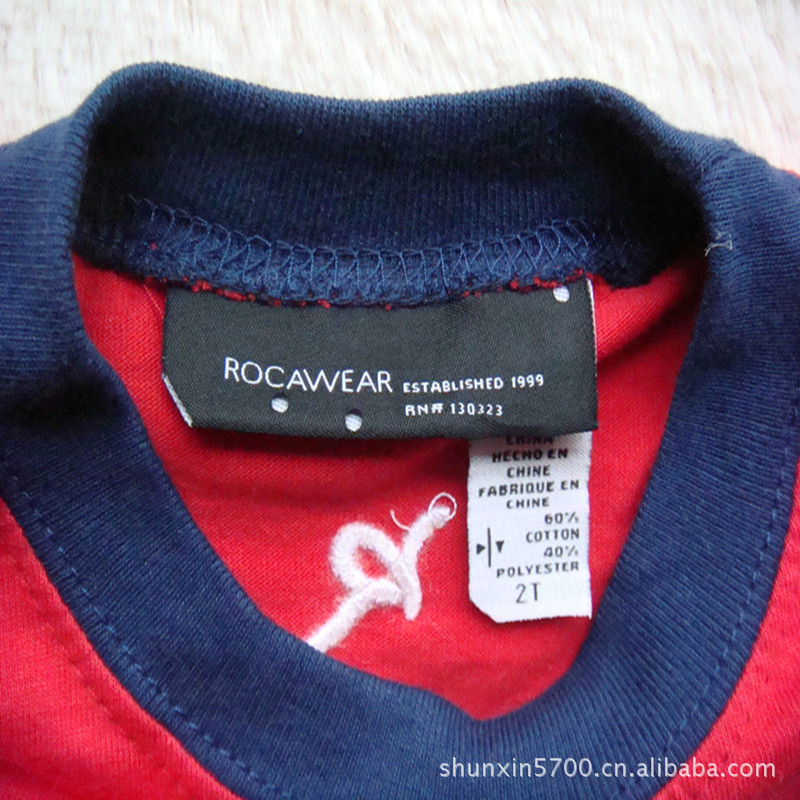 ROCAWEAR ESTABLISHED 1999
RN# 130323
CHINA
HECHO EN
CHINE
FABRIQUE EN
CHINE
60%
COTTON
40%
POLYESTER
2T
shunxin5700.cn.alibaba.com